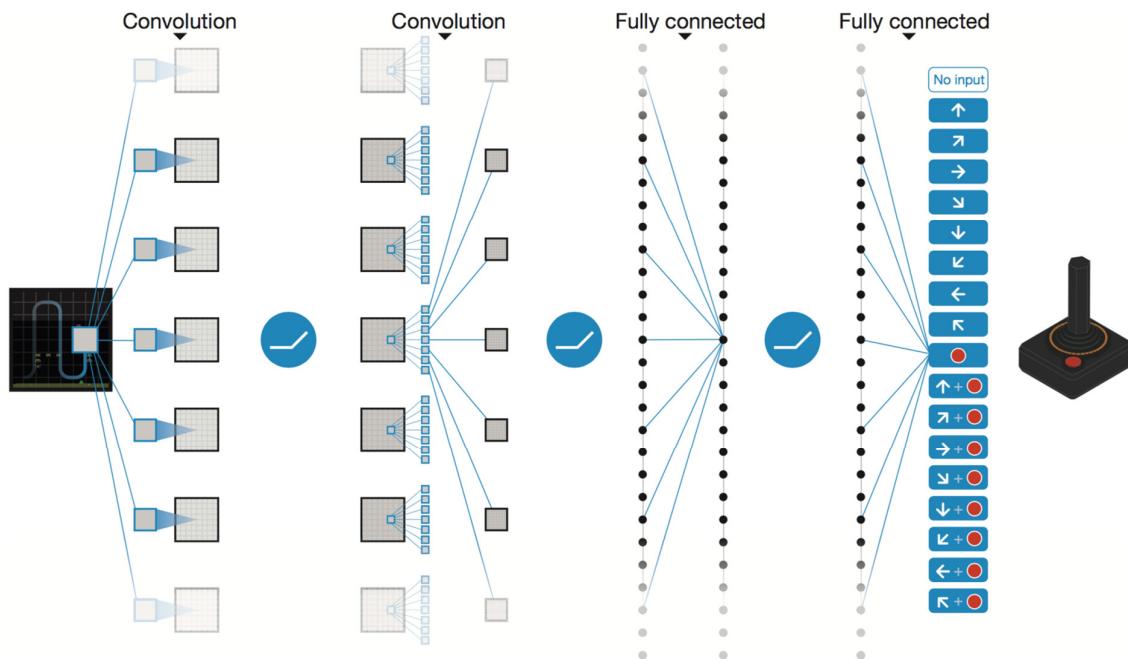 Convolution
Convolution
Fully connected
Fully connected
No input
+
+
+
+
+
+
+
+